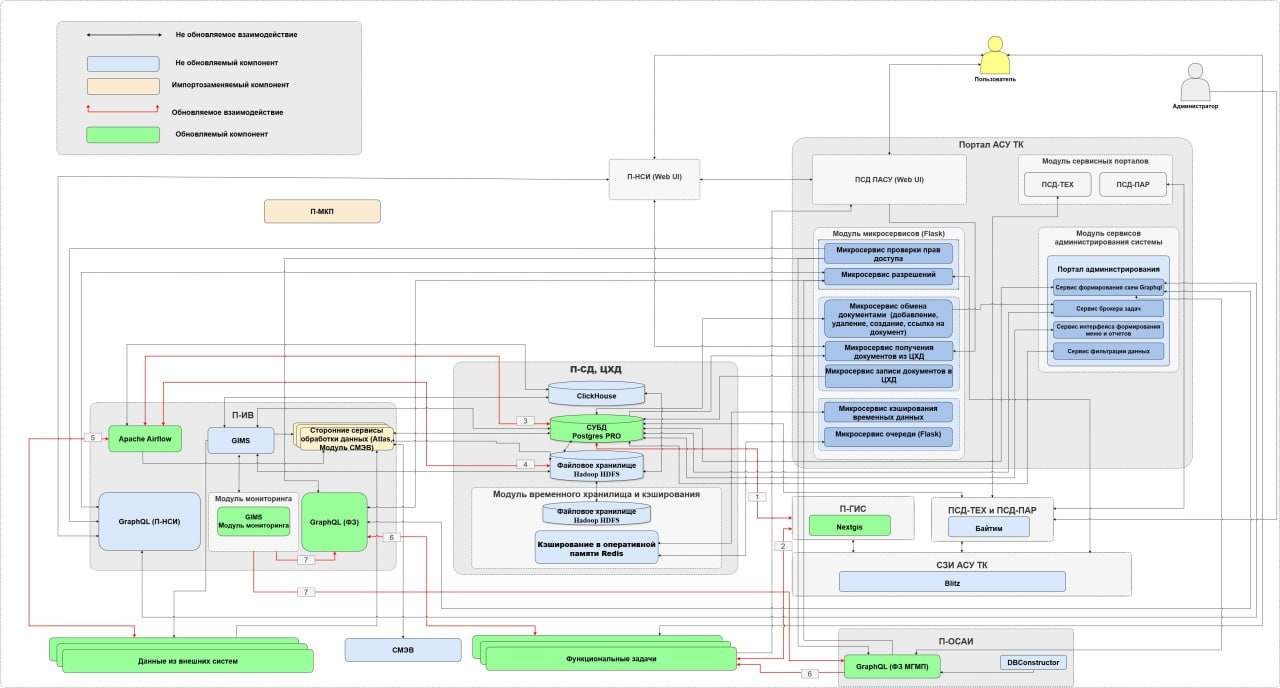 Не обновляемое взаимодействие
Не обновляемый компонент
Импортозаменяемый компонент
Обновляемое взаимодействие
Обновляемый компонент
Пользователь
Администратор
П-НСИ (Web UI)
П-МКП
Портал АСУ ТК
ПСД ПАСУ (Web UI)
Модуль сервисных порталов
ПСД-ТЕХ
ПСД-ПАР
Модуль микросервисов (Flask)
Микросервис проверки прав
доступа
Микросервис разрешений
Микросервис обмена
документами (добавление,
удаление, создание, ссылка на
документ)
Микросервис получения
документов из ЦХД
Микросервис записи документов в
ЦХД
Микросервис кэширования
временных данных
Микросервис очереди (Flask)
Модуль сервисов
администрирования системы
Портал администрирования
Сервис формирования схем Graphql
Сервис брокера задач
Сервис интерфейса формирования
меню и отчетов
Сервис фильтрации данных
П-СД, ЦХД
ClickHouse
СУБД
Postgres PRO
Файловое хранилище
Hadoop HDFS
Модуль временного хранилища и кэширования
Файловое хранилище
Hadoop HDFS
Кэширование в оперативной
памяти Redis
3
4
1
2
5
6
7
7
6
П-ИВ
Apache Airflow
GIMS
Сторонние сервисы
обработки данных (Atlas,
Модуль СМЭВ)
GraphQL (П-НСИ)
Модуль мониторинга
GIMS
Модуль мониторинга
GraphQL (ФЗ)
П-ГИС
Nextgis
ПСД-ТЕХ и ПСД-ПАР
Байтим
СЗИ АСУ ТК
Blitz
Данные из внешних систем
СМЭВ
Функциональные задачи
П-ОСАИ
GraphQL (ФЗ МГМП)
DBConstructor